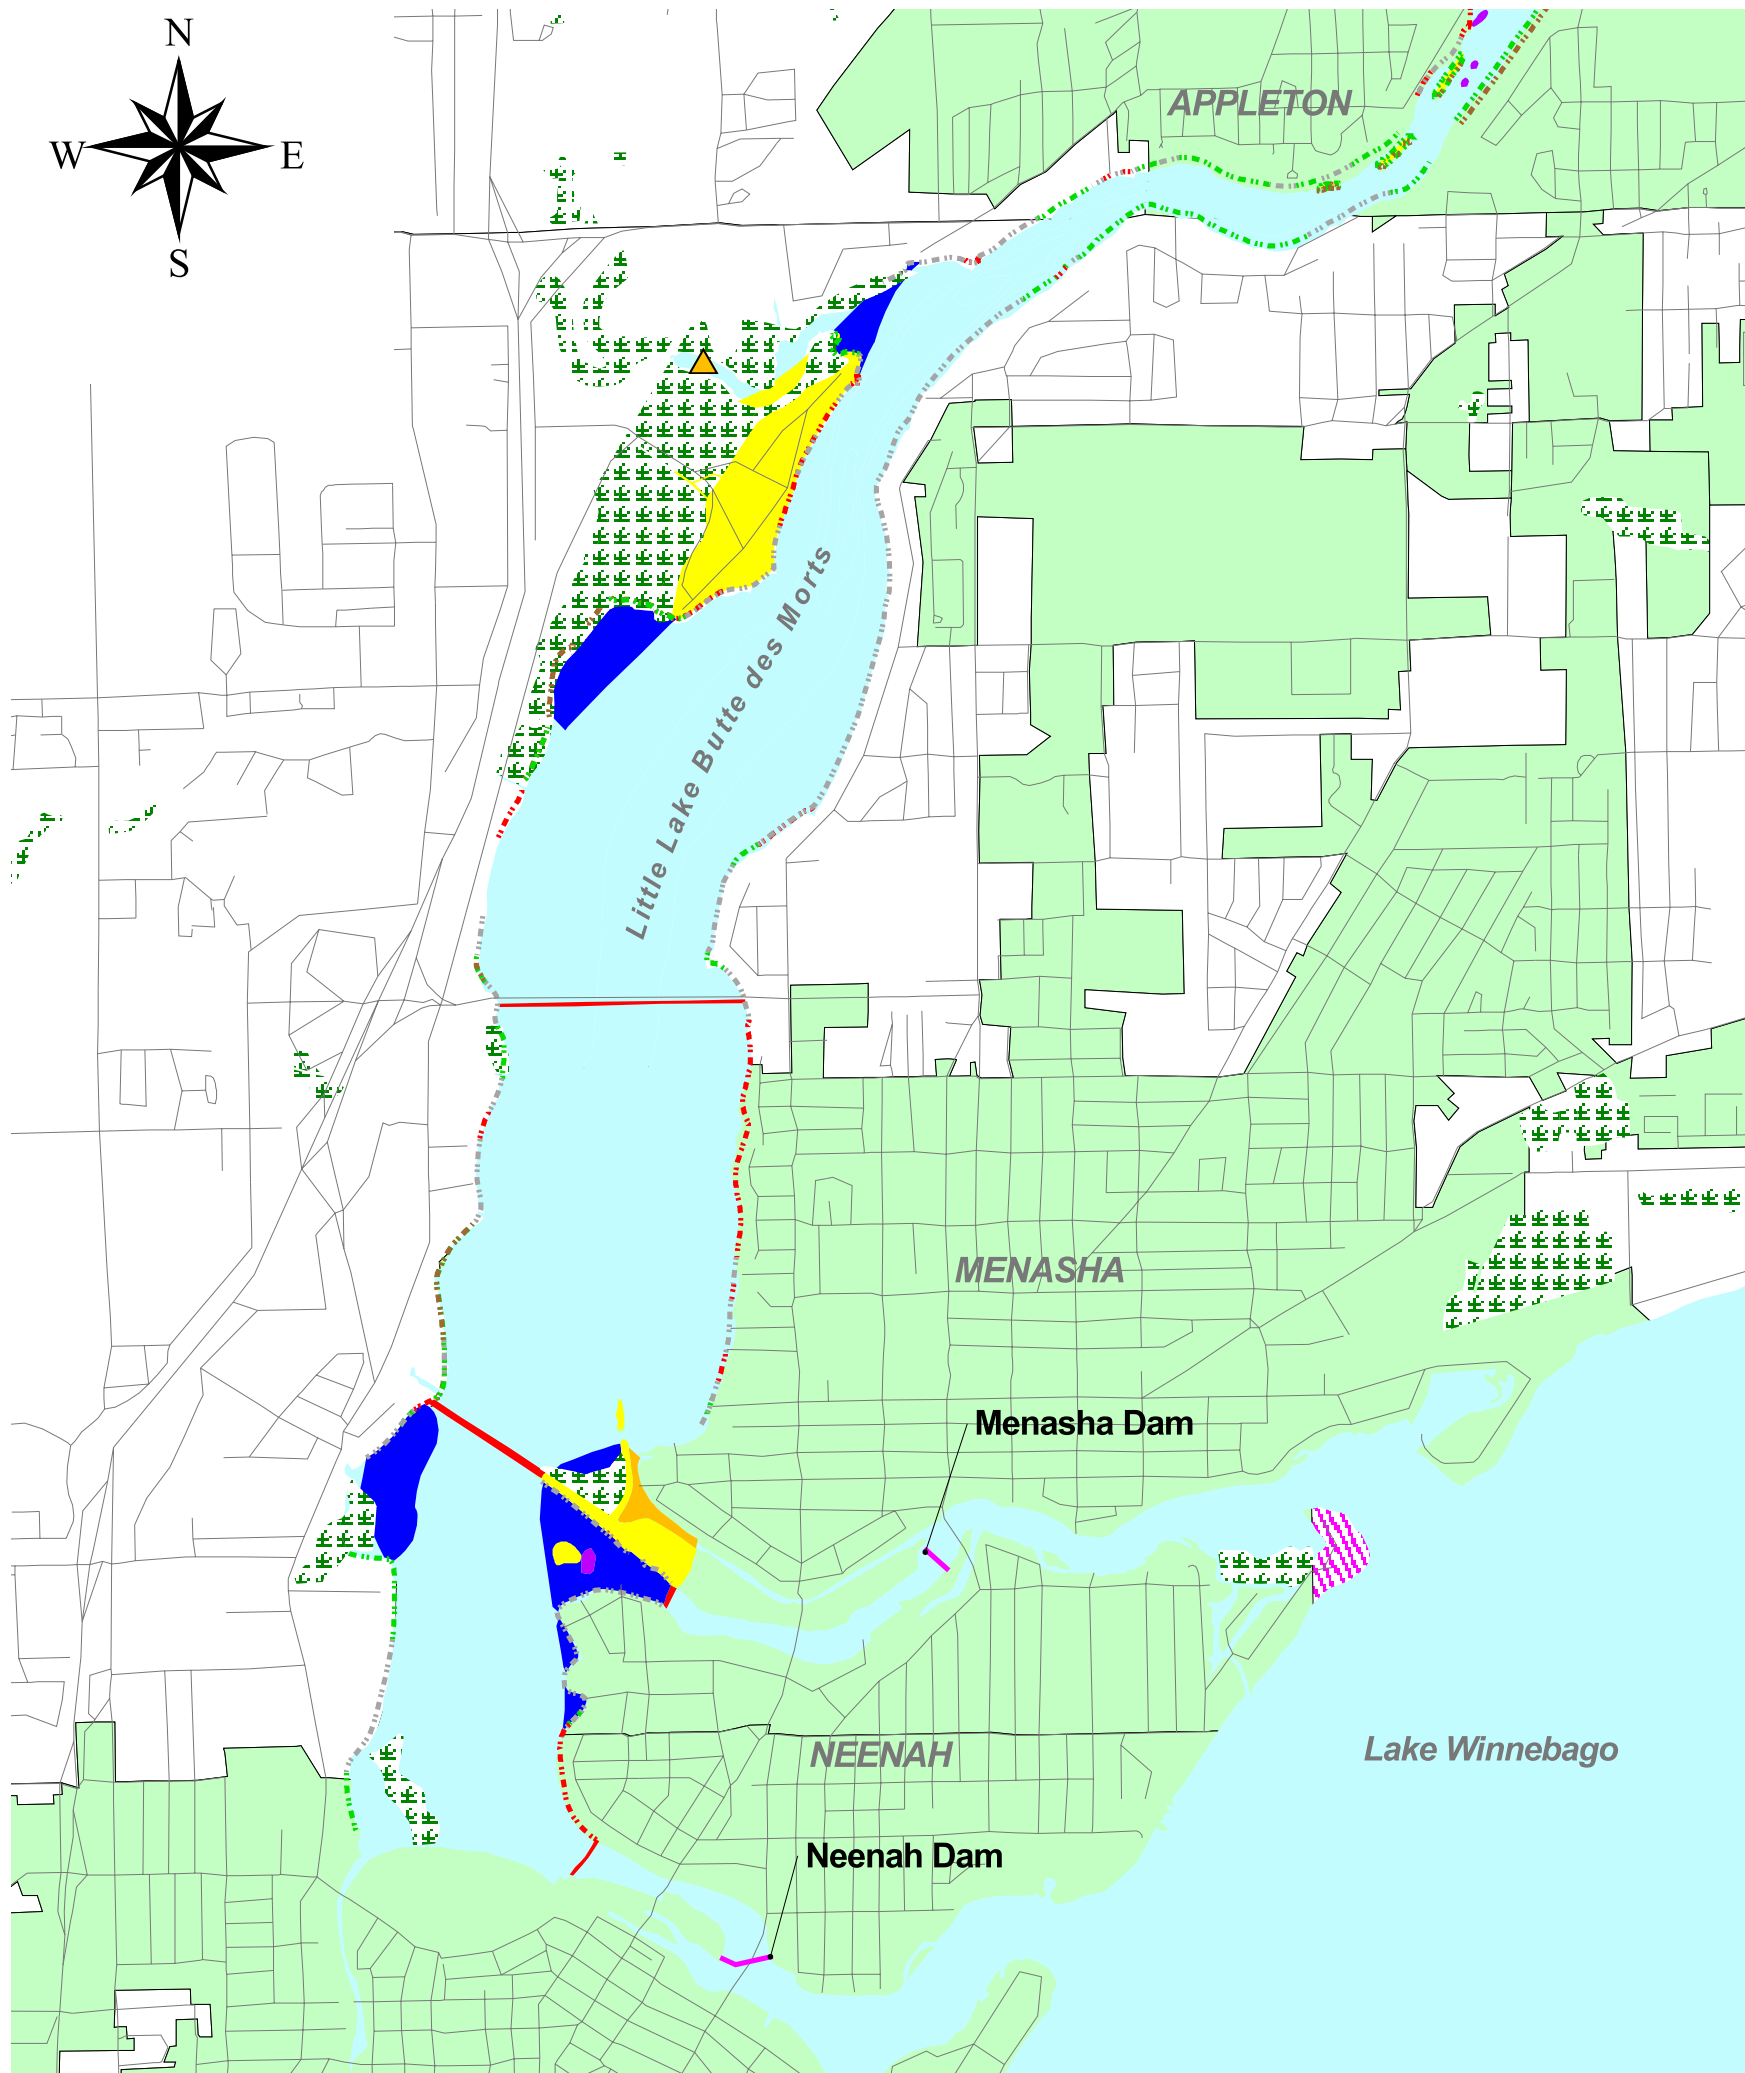 N
W
E
S
APPLETON
Little Lake Butte des Morts
MENASHA
Menasha Dam
NEENAH
Lake Winnebago
Neenah Dam